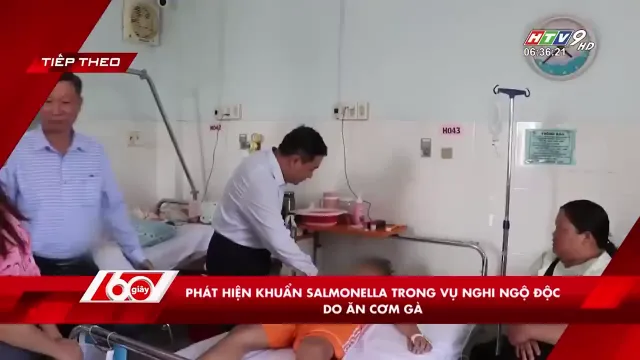 TIẾP THEO
HTV9 HD
06:36:21
H042
H043
60 giây
PHÁT HIỆN KHUẨN SALMONELLA TRONG VỤ NGHI NGỘ ĐỘC
DO ĂN CƠM GÀ